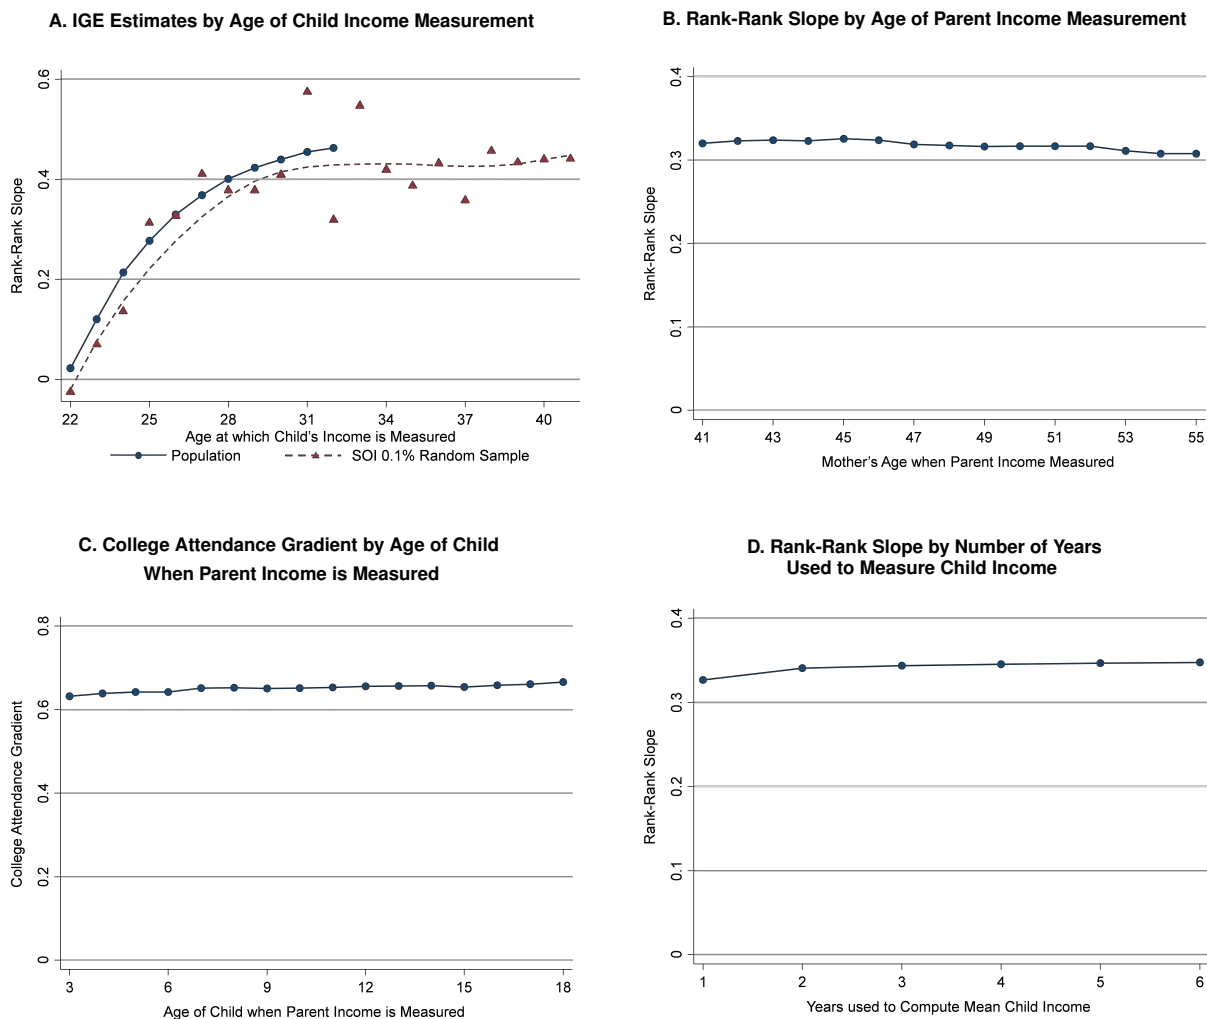 A. IGE Estimates by Age of Child Income Measurement
Rank-Rank Slope
0.6
0.4
0.2
0
22 25 28 31 34 37 40
Age at which Child's Income is Measured
Population SOI 0.1% Random Sample
B. Rank-Rank Slope by Age of Parent Income Measurement
Rank-Rank Slope
0.4
0.3
0.2
0.1
0
41 43 45 47 49 51 53 55
Mother's Age when Parent Income Measured
C. College Attendance Gradient by Age of Child
When Parent Income is Measured
College Attendance Gradient
0.8
0.6
0.4
0.2
0
3 6 9 12 15 18
Age of Child when Parent Income is Measured
D. Rank-Rank Slope by Number of Years
Used to Measure Child Income
Rank-Rank Slope
0.4
0.3
0.2
0.1
0
1 2 3 4 5 6
Years used to Compute Mean Child Income